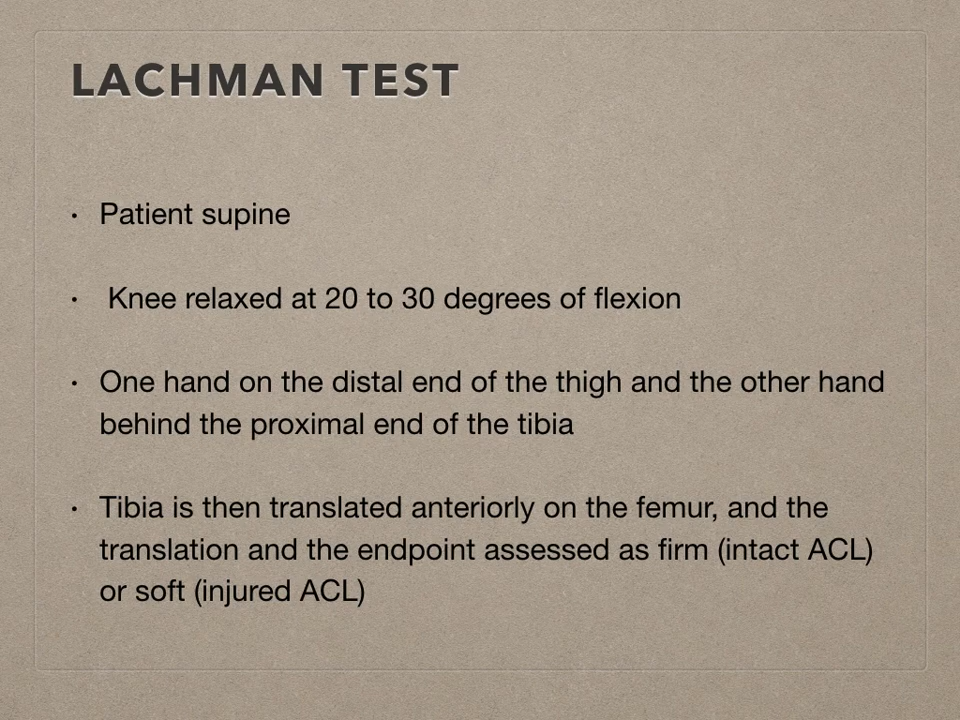 LACHMAN TEST
• Patient supine
• Knee relaxed at 20 to 30 degrees of flexion
• One hand on the distal end of the thigh and the other hand
behind the proximal end of the tibia
• Tibia is then translated anteriorly on the femur, and the
translation and the endpoint assessed as firm (intact ACL)
or soft (injured ACL)